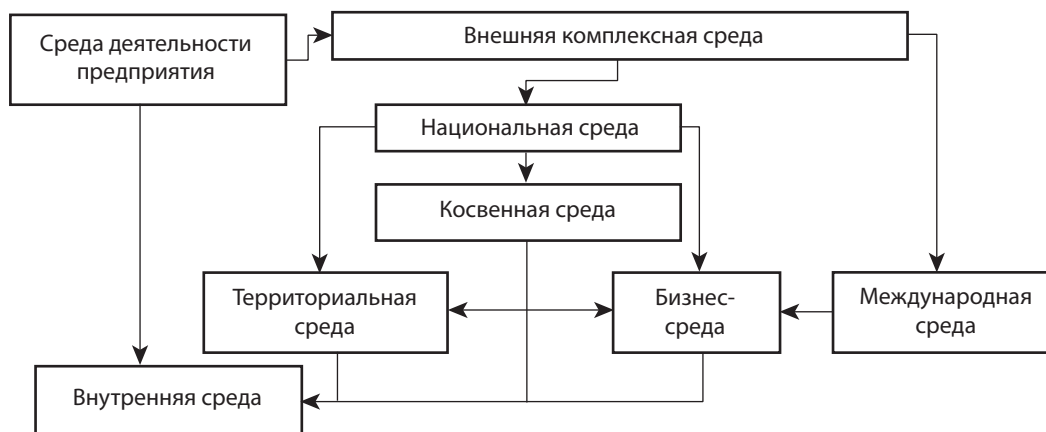 Среда деятельности
предприятия
Внешняя комплексная среда
Национальная среда
Косвенная среда
Территориальная
среда
Бизнес-
среда
Международная
среда
Внутренняя среда